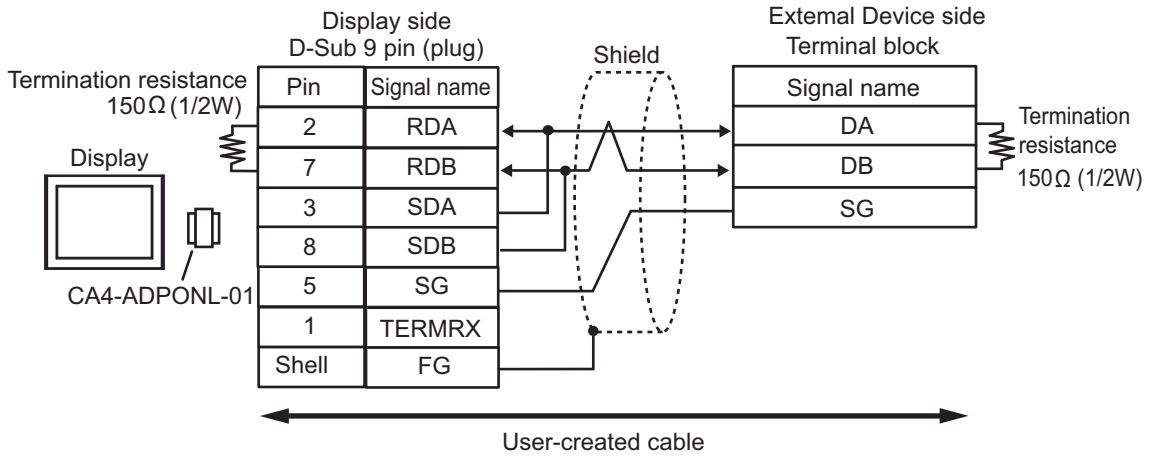 Display side
D-Sub 9 pin (plug)
Shield
External Device side
Terminal block
Termination resistance
150Ω (1/2W)
Display
CA4-ADPONL-01
Pin Signal name
2 RDA
7 RDB
3 SDA
8 SDB
5 SG
1 TERMRX
Shell FG
Signal name
DA
DB
SG
Termination
resistance
150Ω (1/2W)
User-created cable